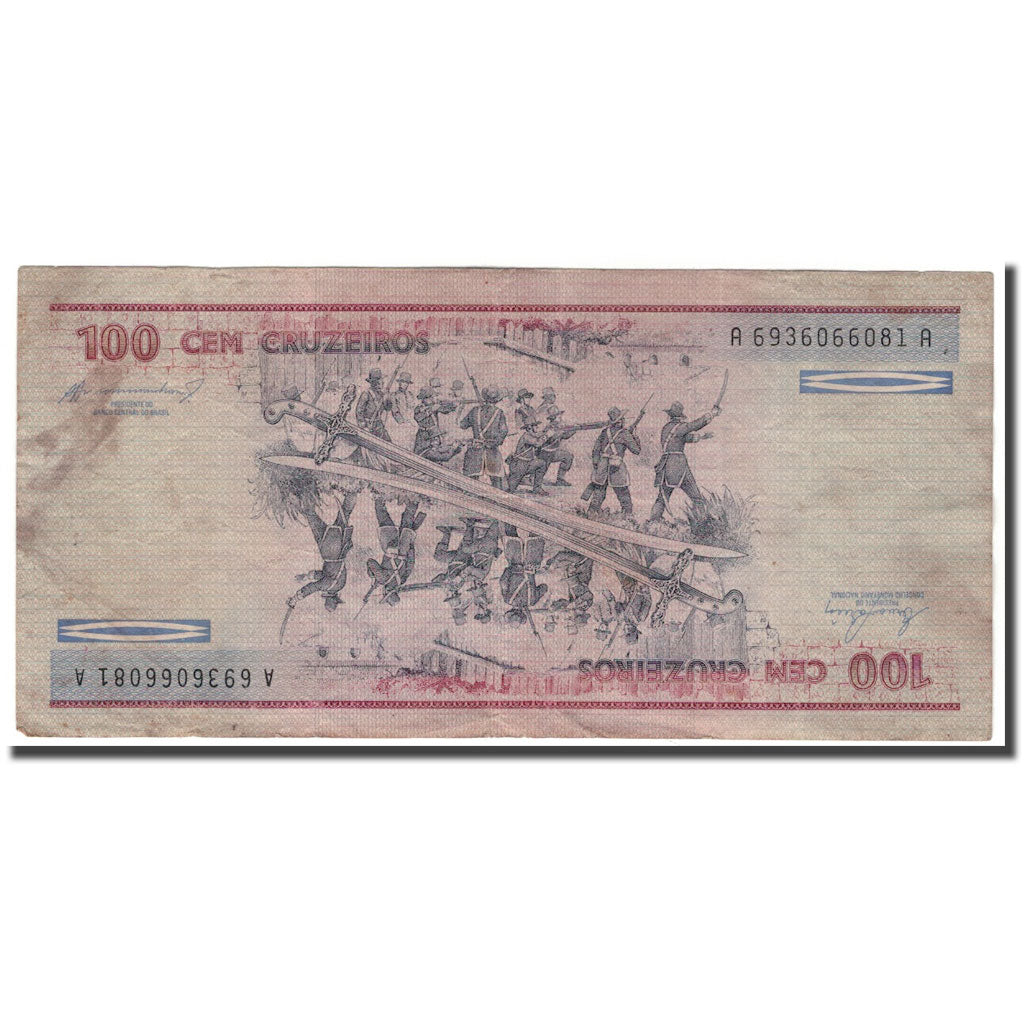 100 CEM CRUZEIROS
A 6936066081 A
PRESIDENTE DO
BANCO CENTRAL DO BRASIL
PRESIDENTE DO
CONSELHO MONETÁRIO NACIONAL
A 6936066081 A
100 CEM CRUZEIROS